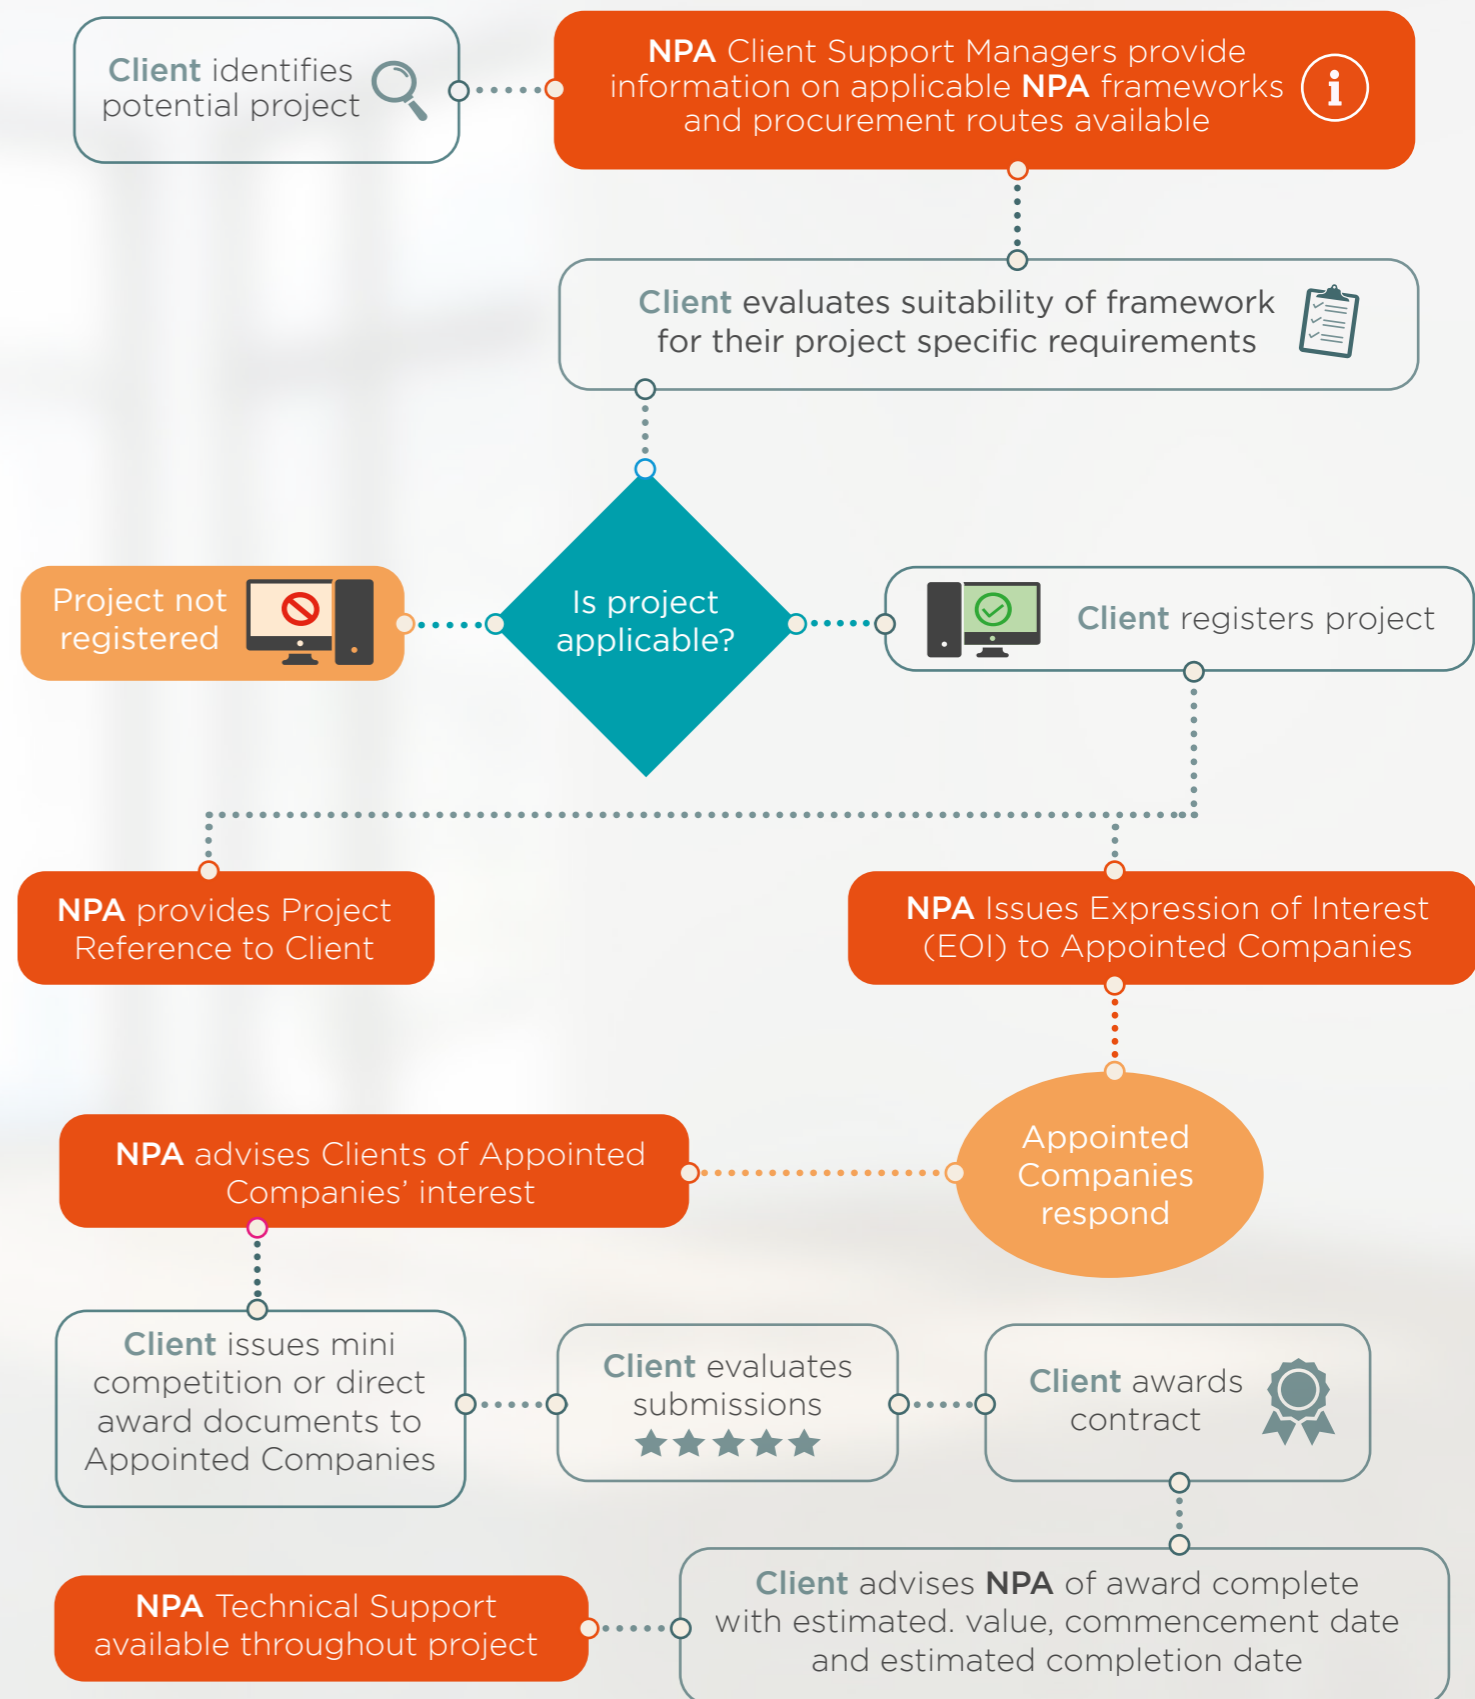 Client identifies
potential project
NPA Client Support Managers provide
information on applicable NPA frameworks
and procurement routes available
i
Client evaluates suitability of framework
for their project specific requirements
Project not
registered
Is project
applicable?
Client registers project
NPA provides Project
Reference to Client
NPA Issues Expression of Interest
(EOI) to Appointed Companies
NPA advises Clients of Appointed
Companies’ interest
Appointed
Companies
respond
Client issues mini
competition or direct
award documents to
Appointed Companies
Client evaluates
submissions
Client awards
contract
NPA Technical Support
available throughout project
Client advises NPA of award complete
with estimated. value, commencement date
and estimated completion date